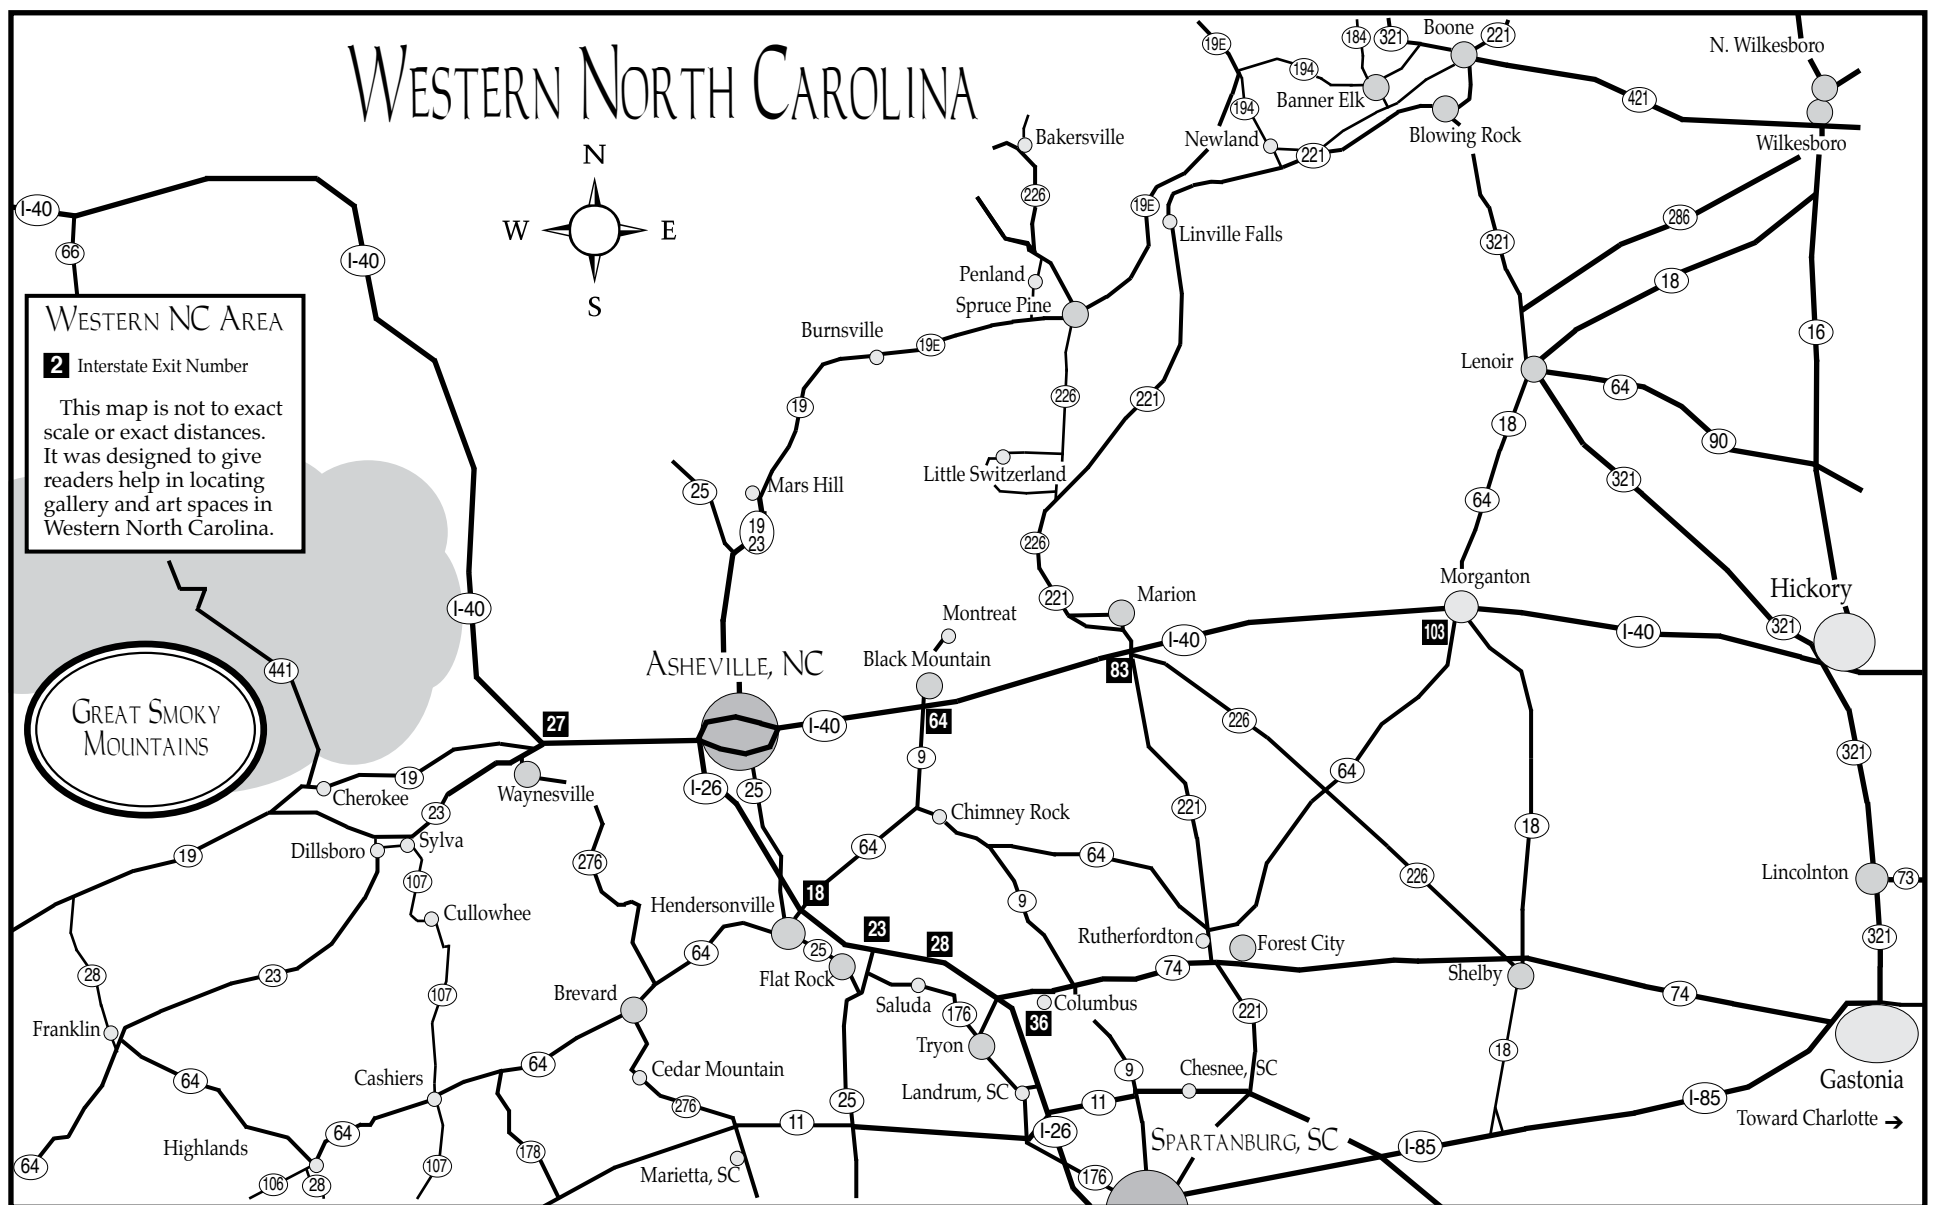 WESTERN NORTH CAROLINA
N
W E
S
WESTERN NC AREA
2 Interstate Exit Number
This map is not to exact
scale or exact distances.
It was designed to give
readers help in locating
gallery and art spaces in
Western North Carolina.
GREAT SMOKY
MOUNTAINS
I-40
66
I-40
I-40
441
19E
194
184
321
Boone
221
N. Wilkesboro
Banner Elk
194
421
Blowing Rock
Wilkesboro
Newland
221
Bakersville
226
19E
Linville Falls
321
286
18
16
Penland
Spruce Pine
Burnsville
19E
19
226
221
Lenoir
64
18
90
321
64
Little Switzerland
25
Mars Hill
19
23
226
221
Marion
Morganton
Hickory
321
I-40
103
I-40
83
Montreat
Black Mountain
ASHEVILLE, NC
27
I-40
64
226
321
9
64
I-26
25
19
Cherokee
Waynesville
23
Chimney Rock
221
18
19
Dillsboro
Sylva
276
64
64
226
Lincolnton
73
107
18
Cullowhee
Hendersonville
9
23
28
Rutherfordton
Forest City
321
64
25
74
Shelby
28
23
Flat Rock
107
Brevard
Saluda
176
Columbus
36
221
74
Franklin
Tryon
18
64
Cashiers
64
Cedar Mountain
9
Chesnee, SC
Gastonia
Landrum, SC
276
25
11
I-85
Toward Charlotte ➔
11
64
Highlands
178
I-26
SPARTANBURG, SC
I-85
64
107
Marietta, SC
176
106
28